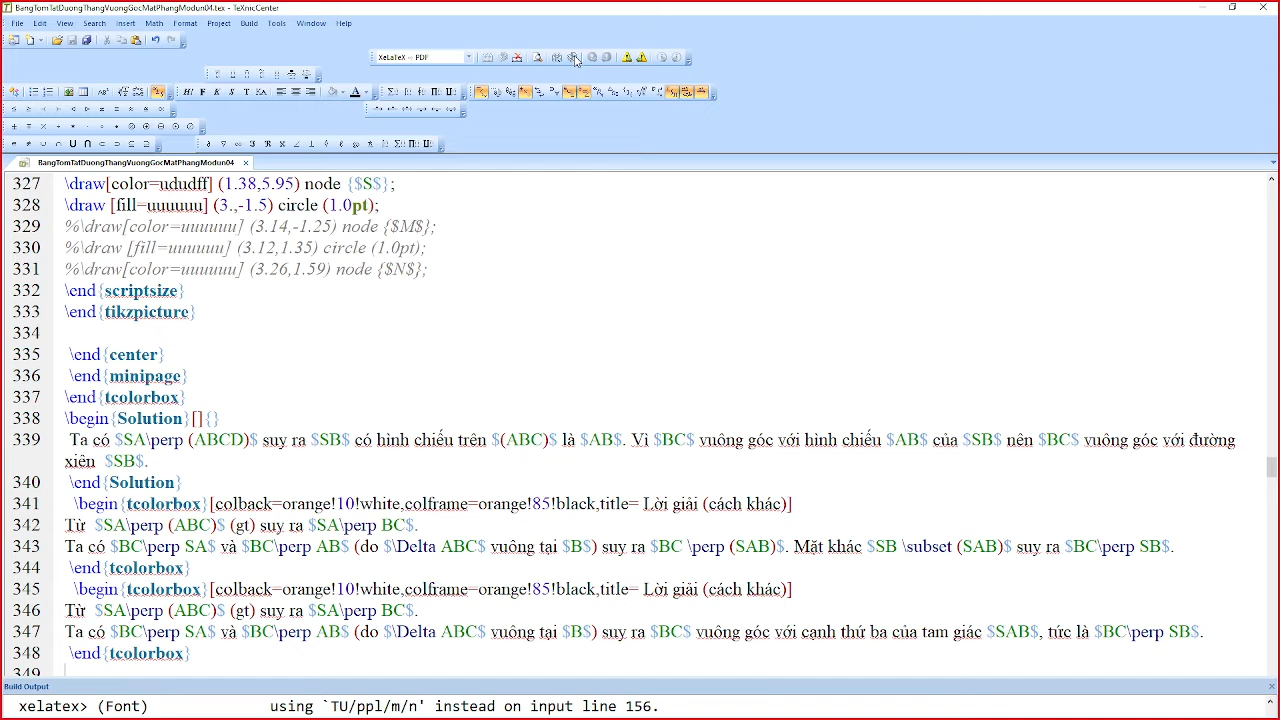 BangTomTatDuongThangVuongGocMatPhangModun04.tex - TeXnicCenter
File Edit View Search Insert Math Format Project Build Tools Window Help
XeLaTeX ⇨ PDF
BangTomTatDuongThangVuongGocMatPhangModun04
327 \draw[color=ududff] (1.38,5.95) node {$S$};
328 \draw [fill=uuuuuu] (3.,-1.5) circle (1.0pt);
329 %\draw[color=uuuuuu] (3.14,-1.25) node {$M$};
330 %\draw [fill=uuuuuu] (3.12,1.35) circle (1.0pt);
331 %\draw[color=uuuuuu] (3.26,1.59) node {$N$};
332 \end{scriptsize}
333 \end{tikzpicture}
334
335 \end{center}
336 \end{minipage}
337 \end{tcolorbox}
338 \begin{Solution}[]{}
339 Ta có $SA\perp (ABCD)$ suy ra $SB$ có hình chiếu trên $(ABC)$ là $AB$. Vì $BC$ vuông góc với hình chiếu $AB$ của $SB$ nên $BC$ vuông góc với đường
xiên $SB$.
340 \end{Solution}
341 \begin{tcolorbox}[colback=orange!10!white,colframe=orange!85!black,title= Lời giải (cách khác)]
342 Từ $SA\perp (ABC)$ (gt) suy ra $SA\perp BC$.
343 Ta có $BC\perp SA$ và $BC\perp AB$ (do $\Delta ABC$ vuông tại $B$) suy ra $BC \perp (SAB)$. Mặt khác $SB \subset (SAB)$ suy ra $BC\perp SB$.
344 \end{tcolorbox}
345 \begin{tcolorbox}[colback=orange!10!white,colframe=orange!85!black,title= Lời giải (cách khác)]
346 Từ $SA\perp (ABC)$ (gt) suy ra $SA\perp BC$.
347 Ta có $BC\perp SA$ và $BC\perp AB$ (do $\Delta ABC$ vuông tại $B$) suy ra $BC$ vuông góc với cạnh thứ ba của tam giác $SAB$, tức là $BC\perp SB$.
348 \end{tcolorbox}
349
Build Output
xelatex> (Font) using `TU/ppl/m/n' instead on input line 156.